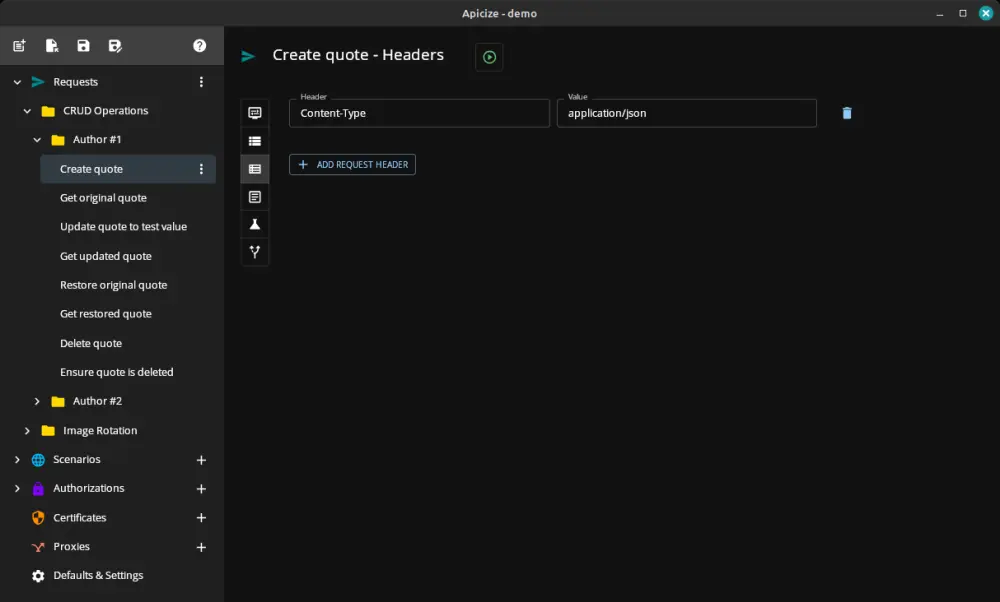 Apicize - demo
Requests
CRUD Operations
Author #1
Create quote
Get original quote
Update quote to test value
Get updated quote
Restore original quote
Get restored quote
Delete quote
Ensure quote is deleted
Author #2
Image Rotation
Scenarios
Authorizations
Certificates
Proxies
Defaults & Settings
Create quote - Headers
Header
Content-Type
Value
application/json
ADD REQUEST HEADER